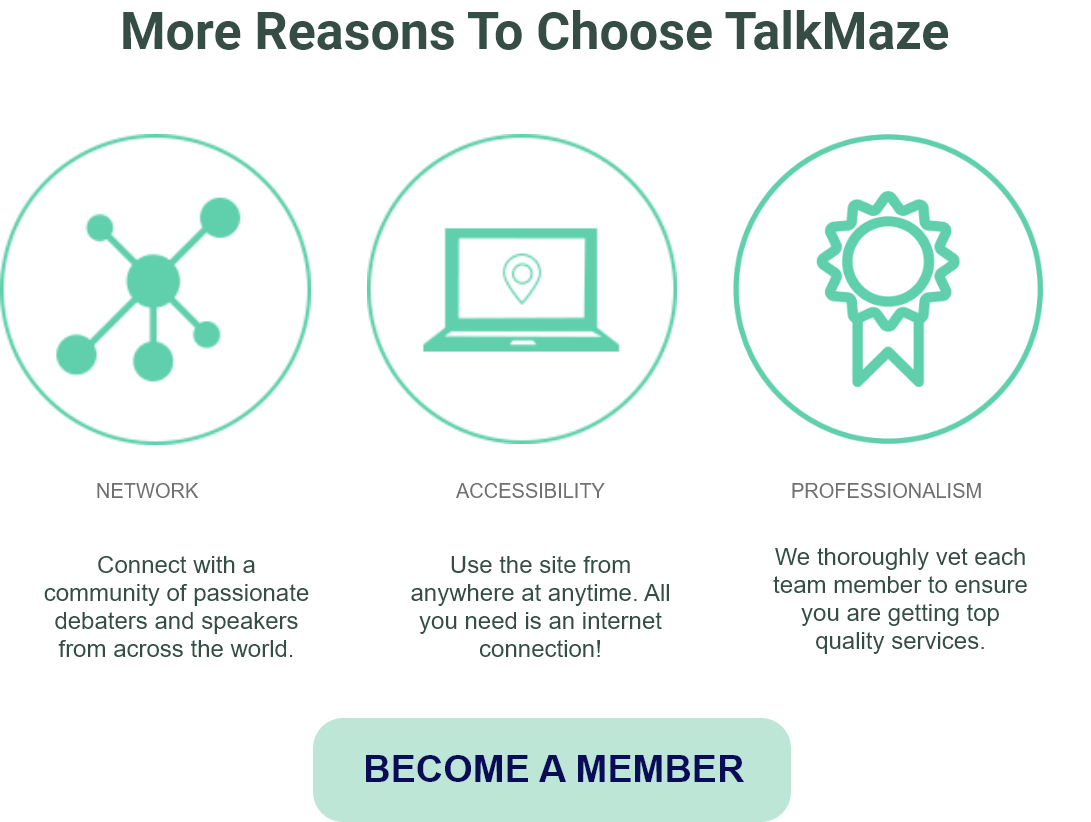 More Reasons To Choose TalkMaze
NETWORK
Connect with a
community of passionate
debaters and speakers
from across the world.
ACCESSIBILITY
Use the site from
anywhere at anytime. All
you need is an internet
connection!
PROFESSIONALISM
We thoroughly vet each
team member to ensure
you are getting top
quality services.
BECOME A MEMBER